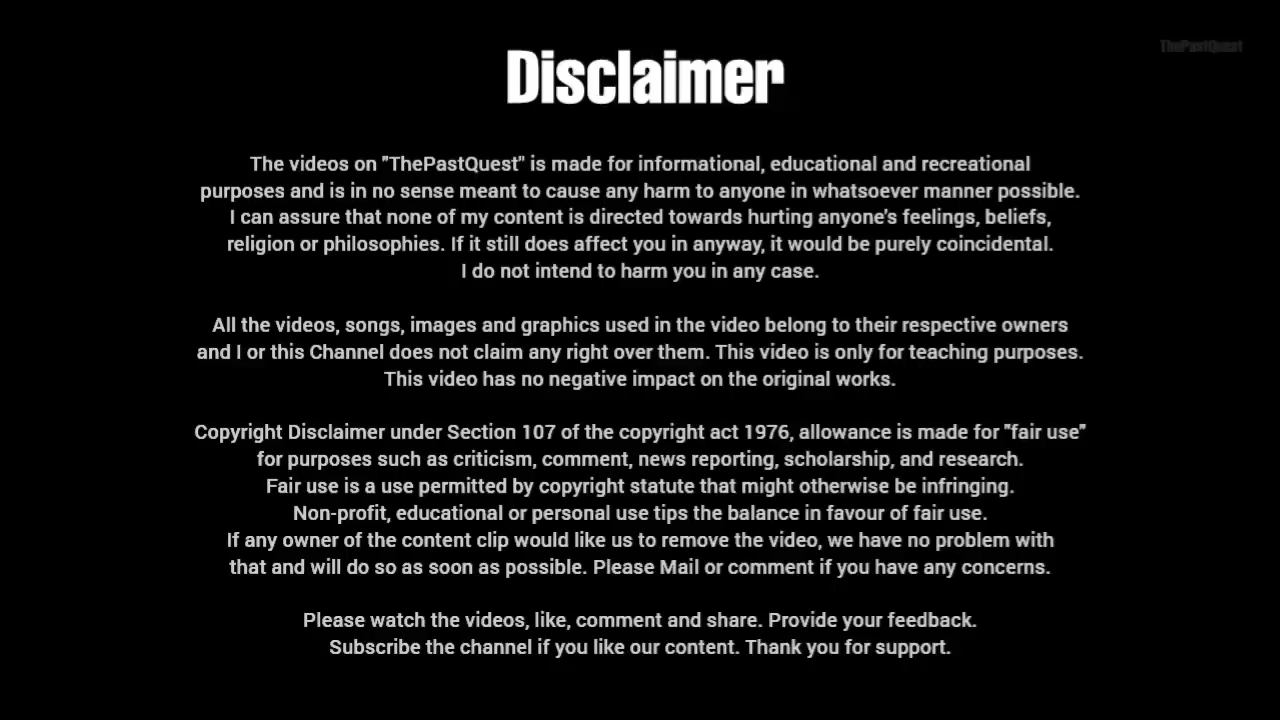 ThePastQuest
Disclaimer
The videos on "ThePastQuest" is made for informational, educational and recreational
purposes and is in no sense meant to cause any harm to anyone in whatsoever manner possible.
I can assure that none of my content is directed towards hurting anyone's feelings, beliefs,
religion or philosophies. If it still does affect you in anyway, it would be purely coincidental.
I do not intend to harm you in any case.
All the videos, songs, images and graphics used in the video belong to their respective owners
and I or this Channel does not claim any right over them. This video is only for teaching purposes.
This video has no negative impact on the original works.
Copyright Disclaimer under Section 107 of the copyright act 1976, allowance is made for "fair use"
for purposes such as criticism, comment, news reporting, scholarship, and research.
Fair use is a use permitted by copyright statute that might otherwise be infringing.
Non-profit, educational or personal use tips the balance in favour of fair use.
If any owner of the content clip would like us to remove the video, we have no problem with
that and will do so as soon as possible. Please Mail or comment if you have any concerns.
Please watch the videos, like, comment and share. Provide your feedback.
Subscribe the channel if you like our content. Thank you for support.